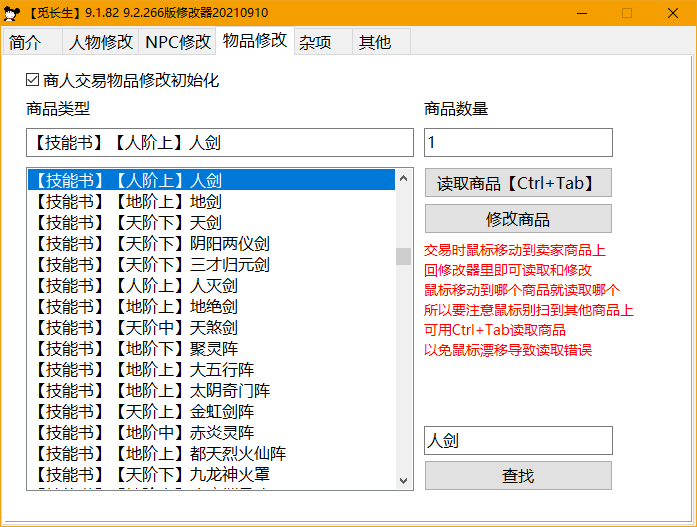 【觅长生】9.1.82 9.2.266版修改器20210910
简介 人物修改 NPC修改 物品修改 杂项 其他
商人交易物品修改初始化
商品类型
商品数量
【技能书】【人阶上】人剑
1
【技能书】【人阶上】人剑
【技能书】【地阶上】地剑
【技能书】【天阶下】天剑
【技能书】【天阶下】阴阳两仪剑
【技能书】【天阶下】三才归元剑
【技能书】【人阶上】人灭剑
【技能书】【地阶上】地绝剑
【技能书】【天阶中】天煞剑
【技能书】【地阶下】聚灵阵
【技能书】【地阶上】大五行阵
【技能书】【地阶上】太阴奇门阵
【技能书】【天阶上】金虹剑阵
【技能书】【地阶中】赤炎灵阵
【技能书】【地阶上】都天烈火仙阵
【技能书】【天阶下】九龙神火罩
读取商品【Ctrl+Tab】
修改商品
交易时鼠标移动到卖家商品上
回修改器里即可读取和修改
鼠标移动到哪个商品就读取哪个
所以要注意鼠标别扫到其他商品上
可用Ctrl+Tab读取商品
以免鼠标漂移导致读取错误
人剑
查找